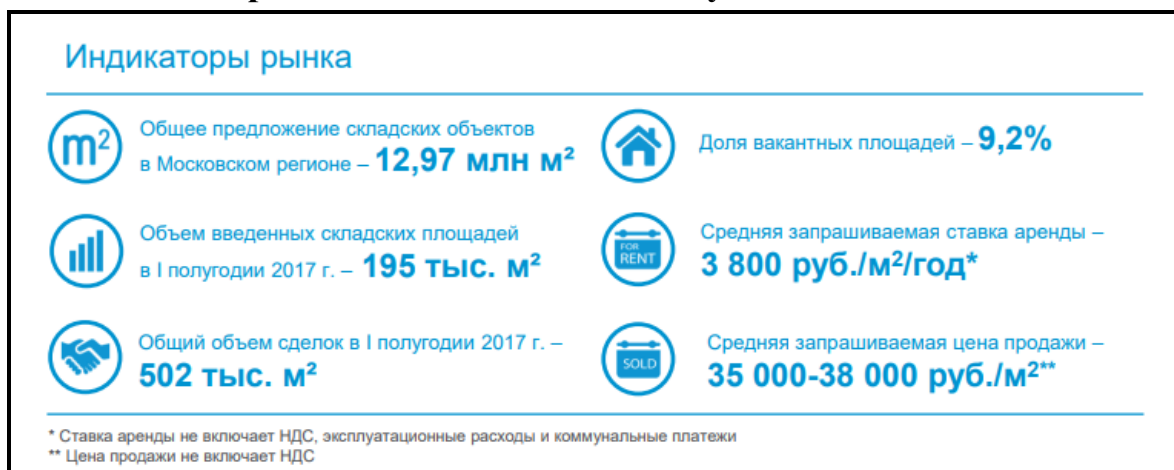 Индикаторы рынка
m²
Общее предложение складских объектов
в Московском регионе – 12,97 млн м²
Доля вакантных площадей – 9,2%
Объем введенных складских площадей
в I полугодии 2017 г. – 195 тыс. м²
FOR
RENT
Средняя запрашиваемая ставка аренды –
3 800 руб./м²/год*
Общий объем сделок в I полугодии 2017 г. –
502 тыс. м²
SOLD
Средняя запрашиваемая цена продажи –
35 000-38 000 руб./м²**
* Ставка аренды не включает НДС, эксплуатационные расходы и коммунальные платежи
** Цена продажи не включает НДС